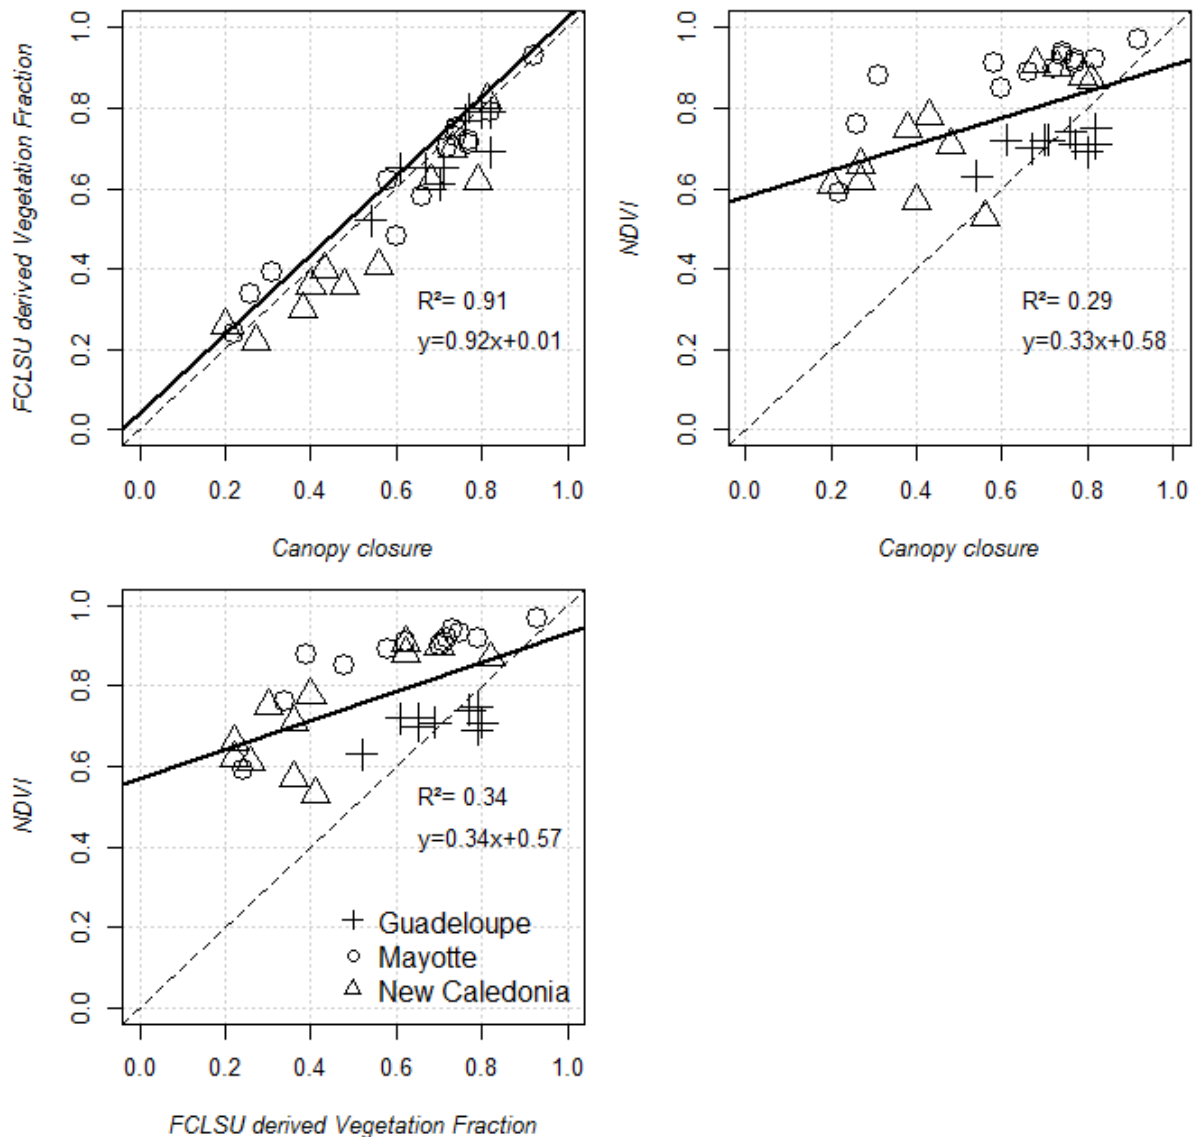 FCLSU derived Vegetation Fraction
1.0
0.8
0.6
0.4
0.2
0.0
R²= 0.91
y=0.92x+0.01
0.0 0.2 0.4 0.6 0.8 1.0
Canopy closure
NDVI
1.0
0.8
0.6
0.4
0.2
0.0
R²= 0.29
y=0.33x+0.58
0.0 0.2 0.4 0.6 0.8 1.0
Canopy closure
NDVI
1.0
0.8
0.6
0.4
0.2
0.0
R²= 0.34
y=0.34x+0.57
Guadeloupe
Mayotte
New Caledonia
0.0 0.2 0.4 0.6 0.8 1.0
FCLSU derived Vegetation Fraction